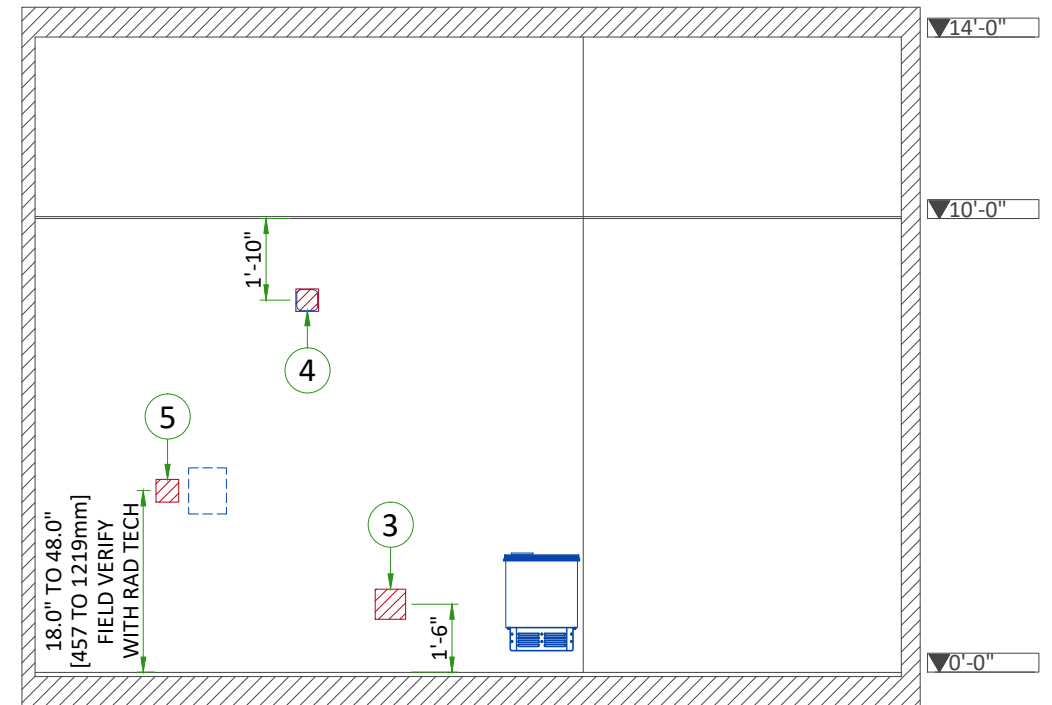 14'-0"
10'-0"
1'-10"
4
5
18.0" TO 48.0"
[457 TO 1219mm]
FIELD VERIFY
WITH RAD TECH
3
1'-6"
0'-0"